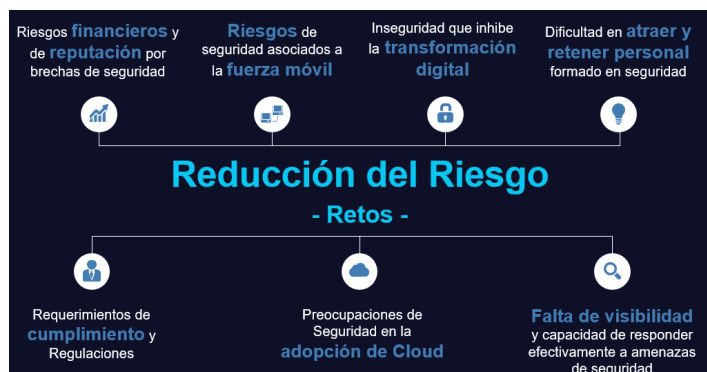 Riesgos financieros y
de reputación por
brechas de seguridad
Riesgos de
seguridad asociados a
la fuerza móvil
Inseguridad que inhibe
la transformación
digital
Dificultad en atraer y
retener personal
formado en seguridad
Reducción del Riesgo
- Retos -
Requerimientos de
cumplimiento y
Regulaciones
Preocupaciones de
Seguridad en la
adopción de Cloud
Falta de visibilidad
y capacidad de responder
efectivamente a amenazas
de seguridad